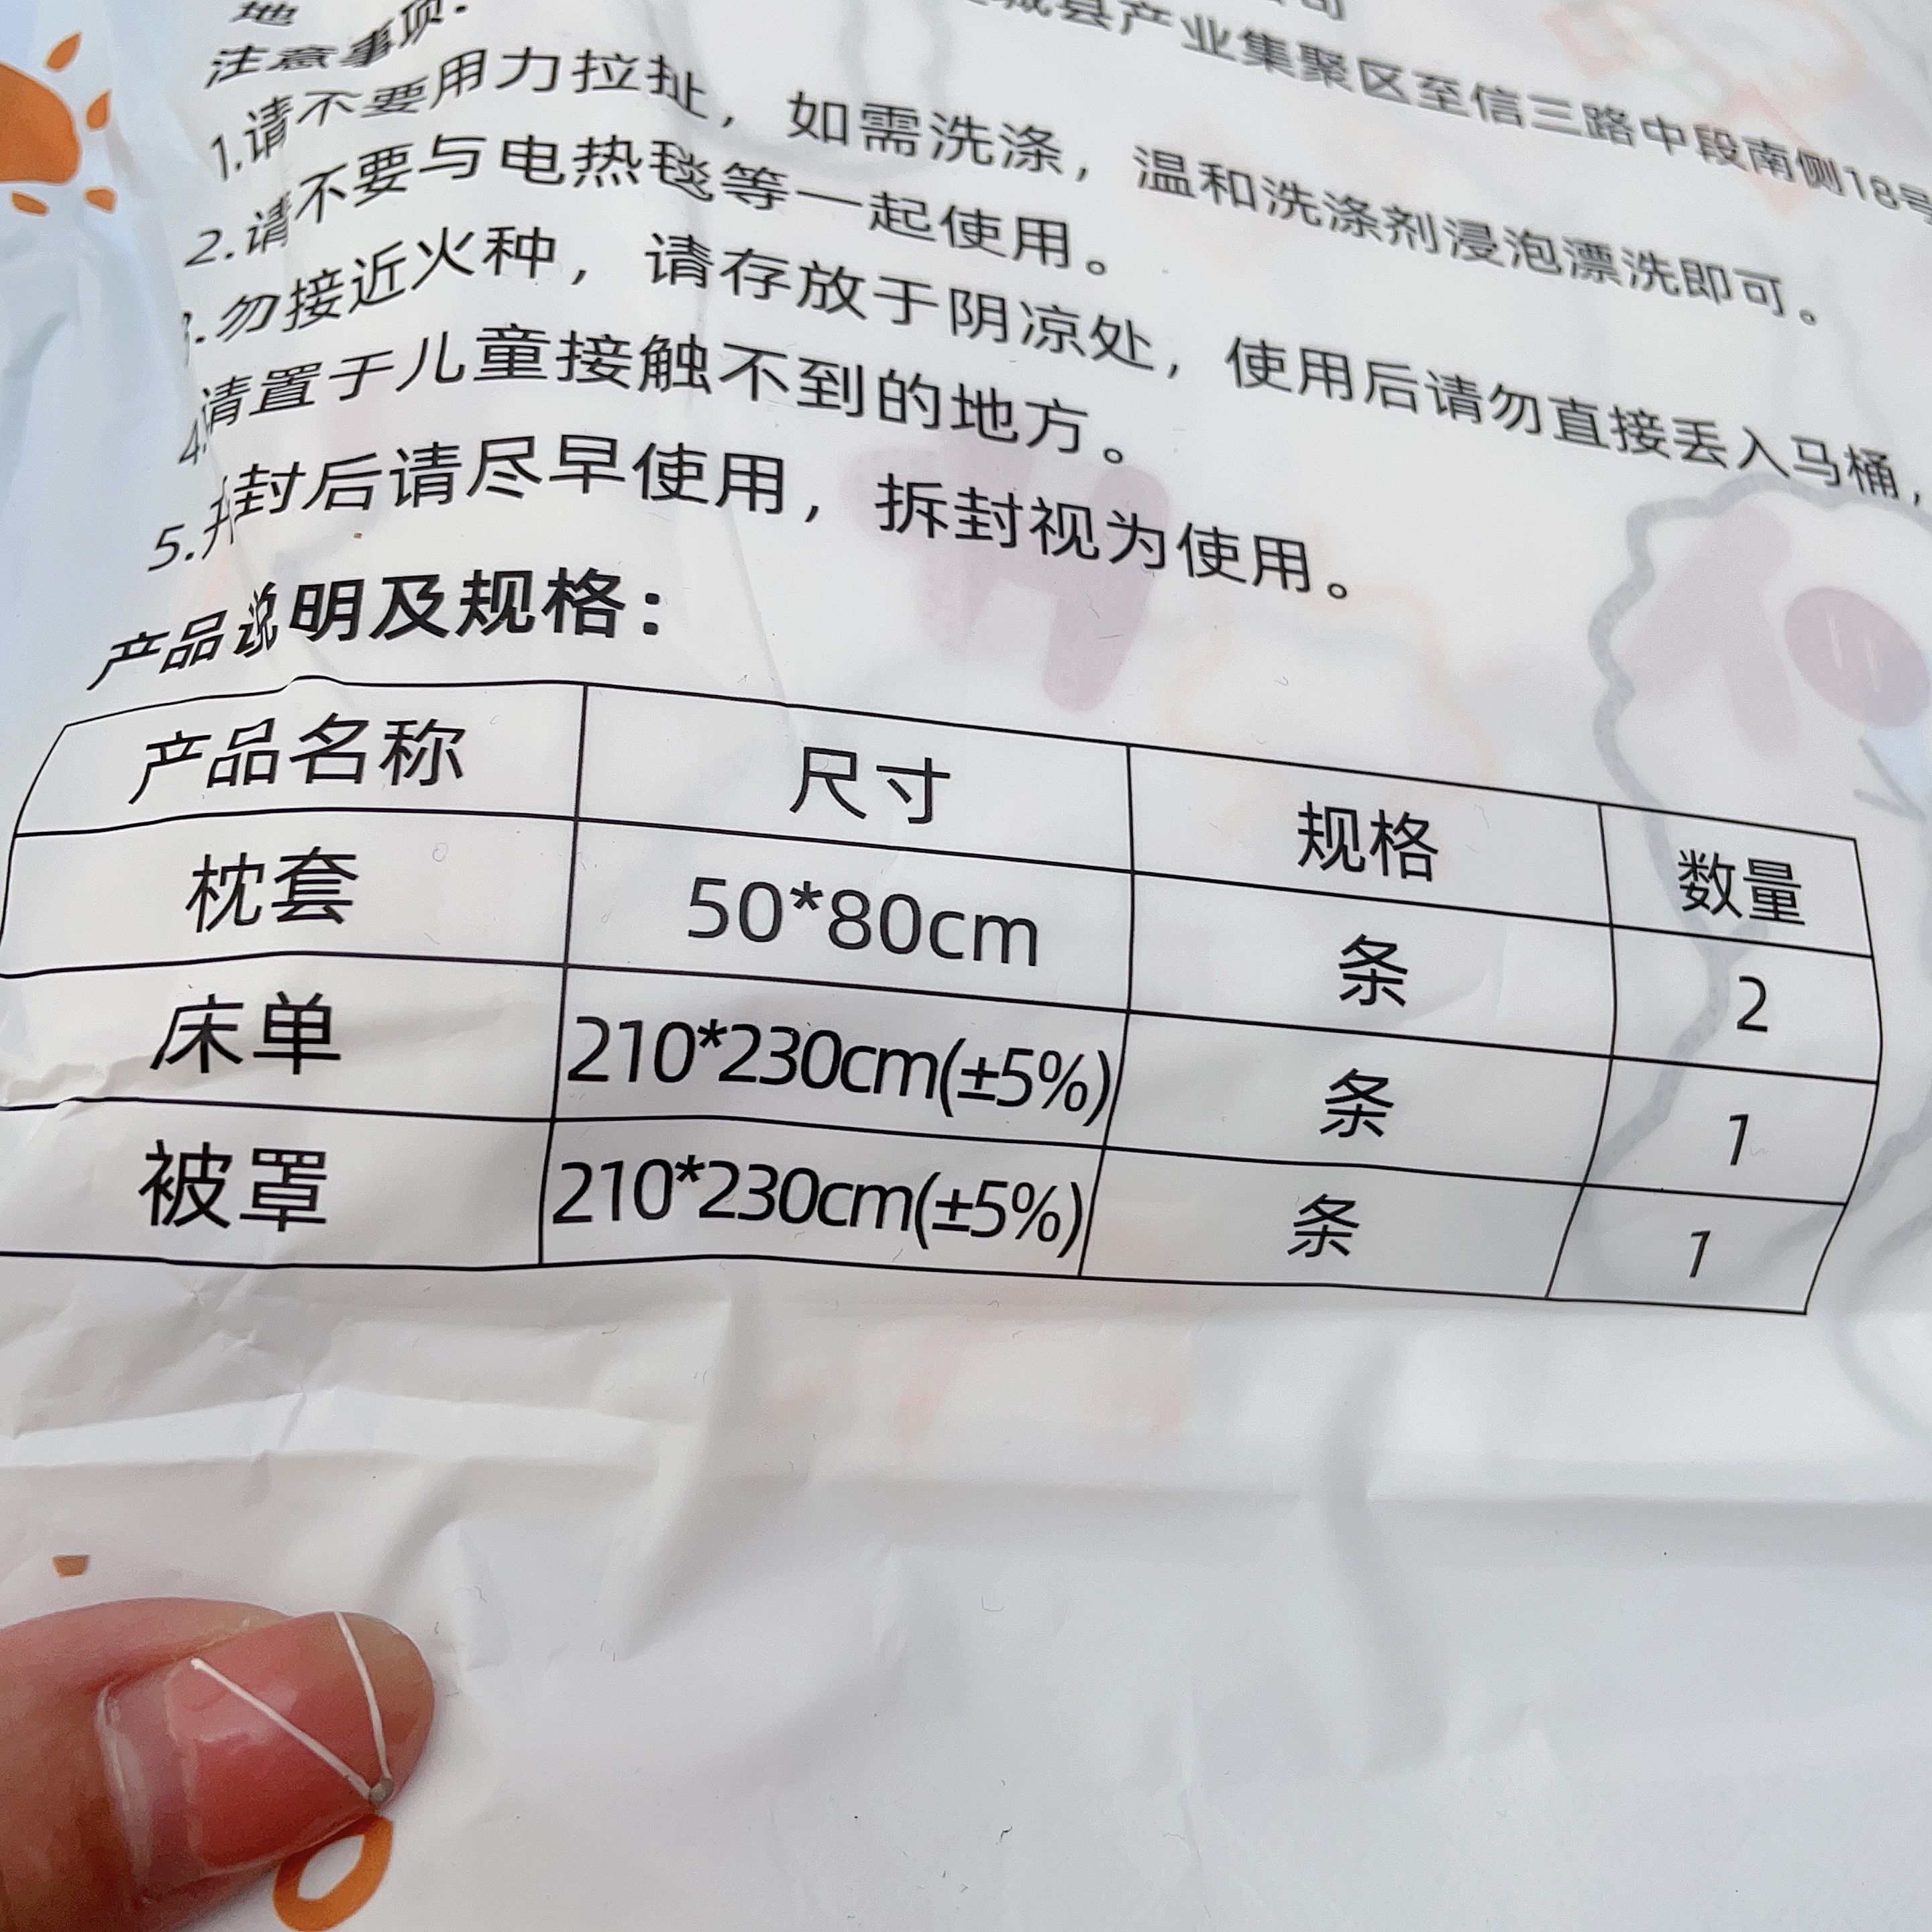 司
城县产业集聚区至信三路中段南侧18号
地
注意事项:
1.请不要用力拉扯，如需洗涤，温和洗涤剂浸泡漂洗即可。
2.请不要与电热毯等一起使用。
3.勿接近火种，请存放于阴凉处，使用后请勿直接丢入马桶，
4.请置于儿童接触不到的地方。
5.开封后请尽早使用，拆封视为使用。
产品说明及规格：
产品名称 尺寸 规格 数量
枕套 50*80cm 条 2
床单 210*230cm(±5%) 条 1
被罩 210*230cm(±5%) 条 1